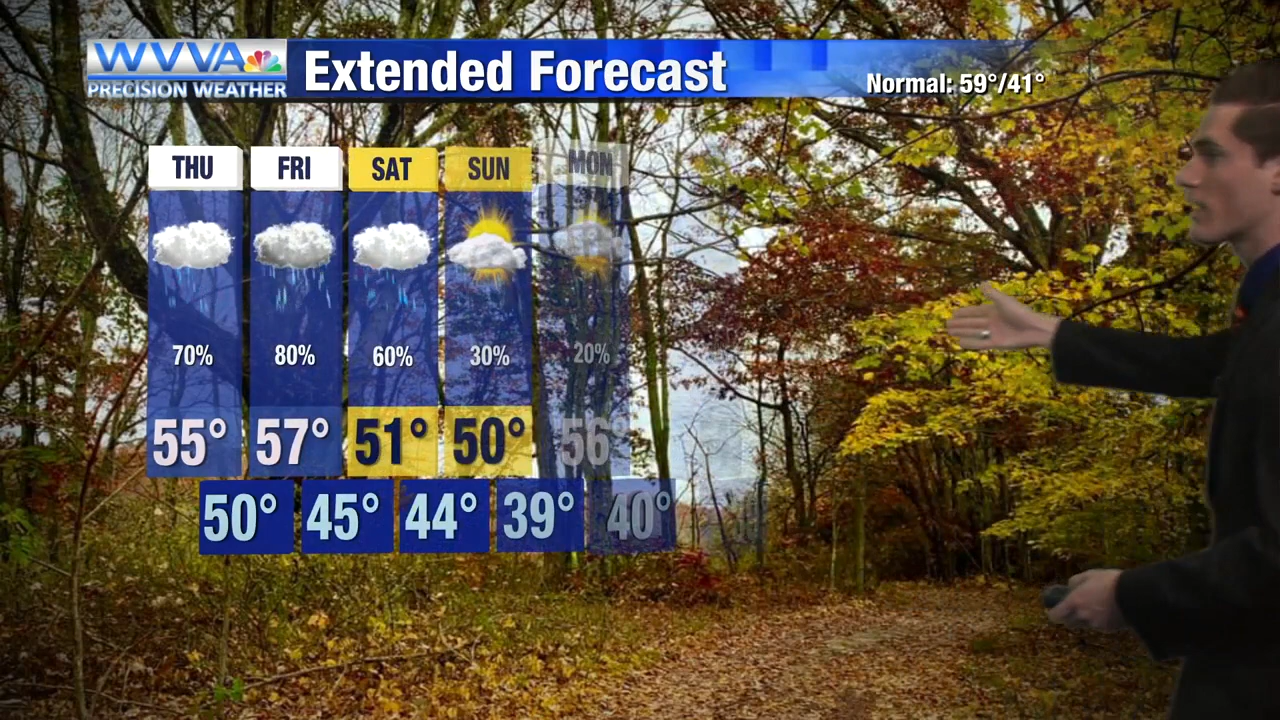 WVVA
PRECISION WEATHER
Extended Forecast
Normal: 59°/41°
THU FRI SAT SUN MON
70% 80% 60% 30% 20%
55° 57° 51° 50° 56°
50° 45° 44° 39° 40°